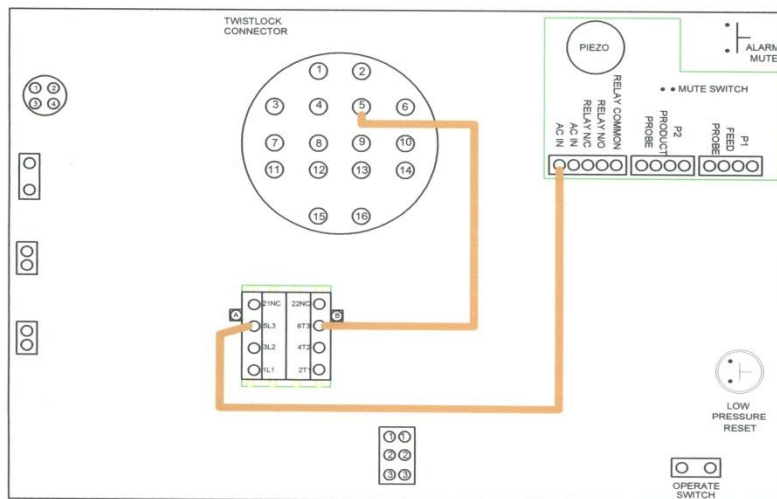 TWISTLOCK
CONNECTOR
1 2
3 4 5 6
7 8 9 10
11 12 13 14
15 16
1 2
3 4
PIEZO
ALARM
MUTE
MUTE SWITCH
AC IN
AC IN
RELAY N/C
RELAY N/O
RELAY COMMON
P2
PRODUCT
PROBE
P1
FEED
PROBE
21NC 22NC
A B
5L3 6T3
3L2 4T2
1L1 2T1
LOW
PRESSURE
RESET
1 1
2 2
3 3
OPERATE
SWITCH